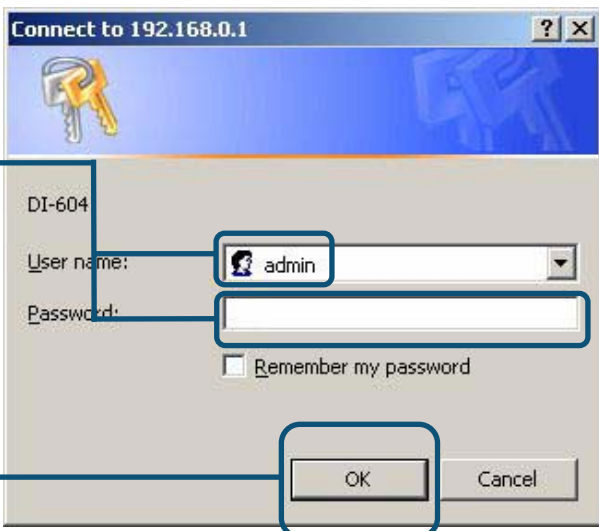 Connect to 192.168.0.1
DI-604
User name: admin
Password:
Remember my password
OK Cancel